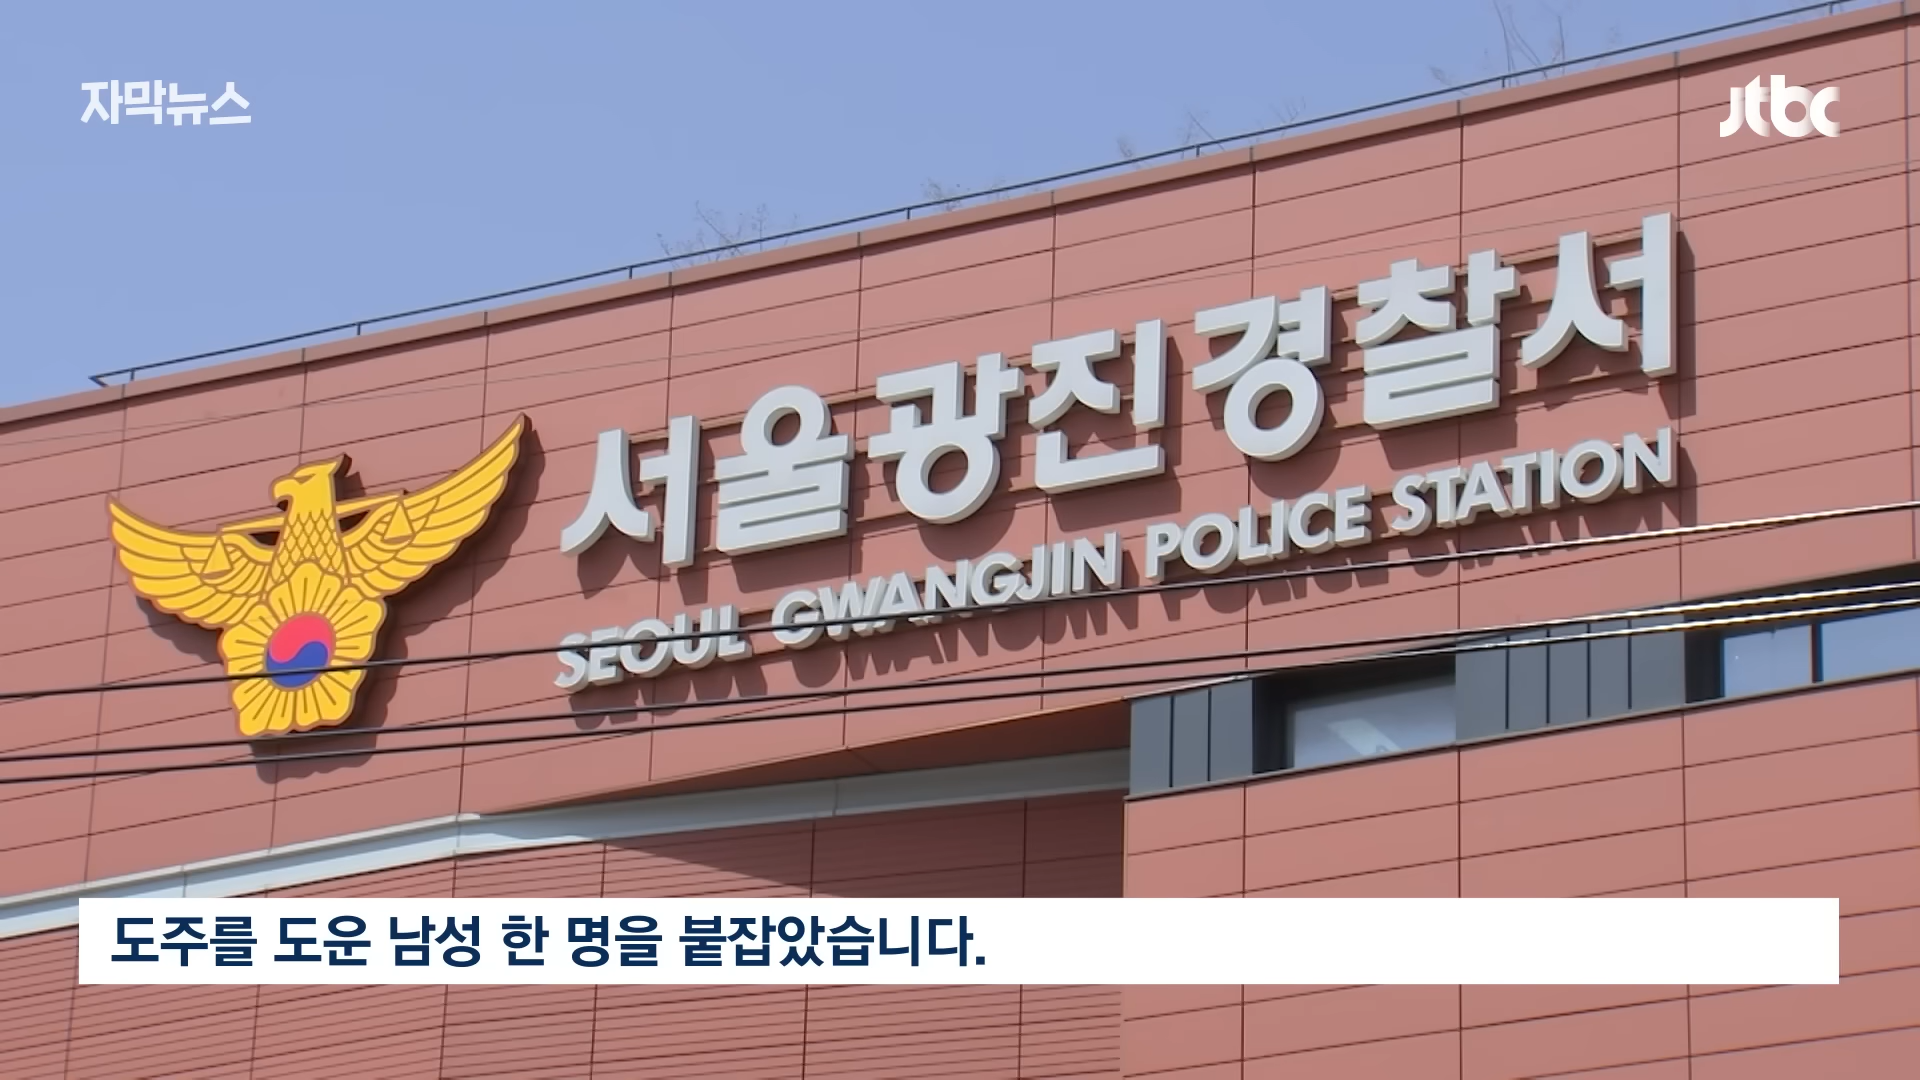 자막뉴스
jtbc
서울광진경찰서
SEOUL GWANGJIN POLICE STATION
도주를 도운 남성 한 명을 붙잡았습니다.